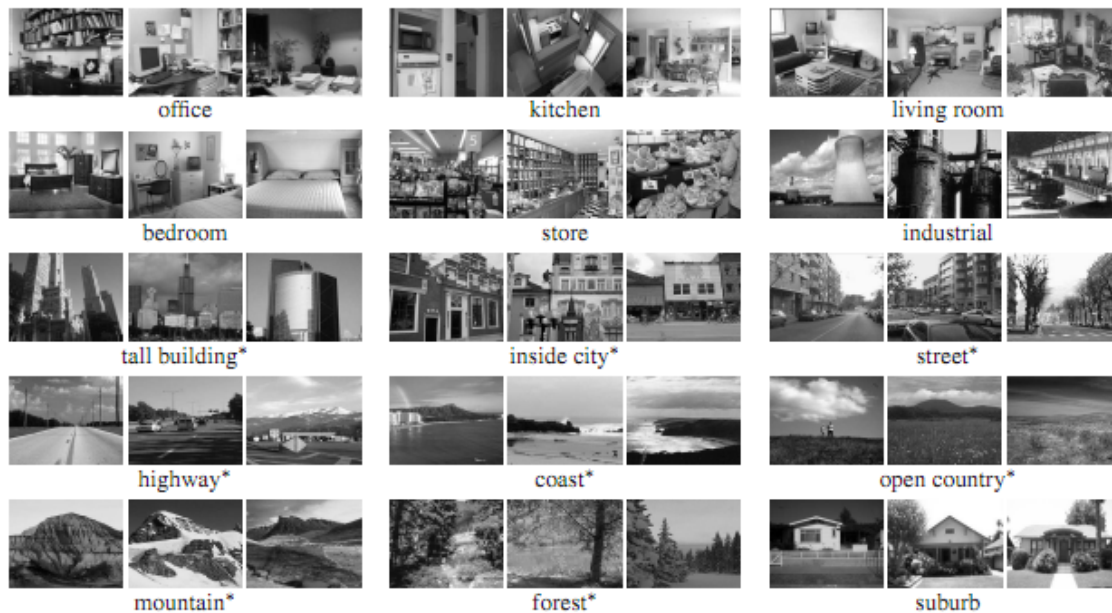 office
kitchen
living room
5
bedroom
store
industrial
tall building*
inside city*
street*
highway*
coast*
open country*
mountain*
forest*
suburb